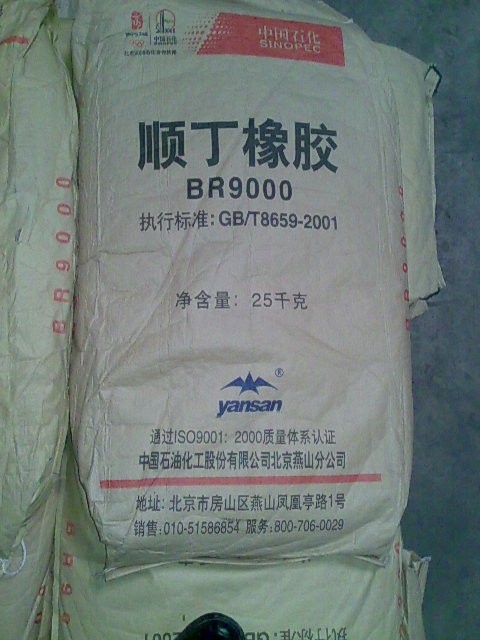 中国石化
SINOPEC
顺丁橡胶
BR9000
执行标准: GB/T8659-2001
净含量: 25千克
yansan®
通过ISO9001: 2000质量体系认证
中国石油化工股份有限公司北京燕山分公司
地址: 北京市房山区燕山凤凰亭路1号
销售: 010-51586854 服务: 800-706-0029
BR9000